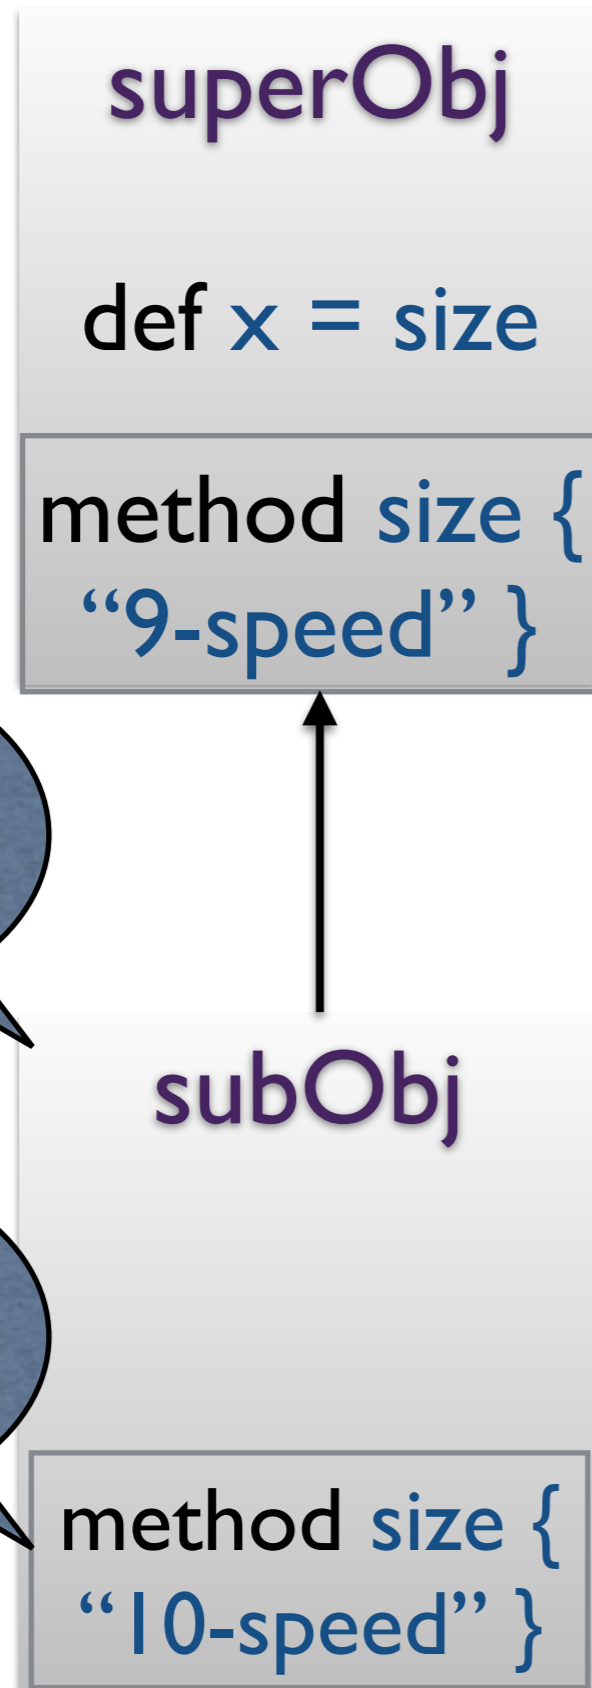 superObj
def x = size
method size {
“9-speed” }
subObj
method size {
“10-speed” }